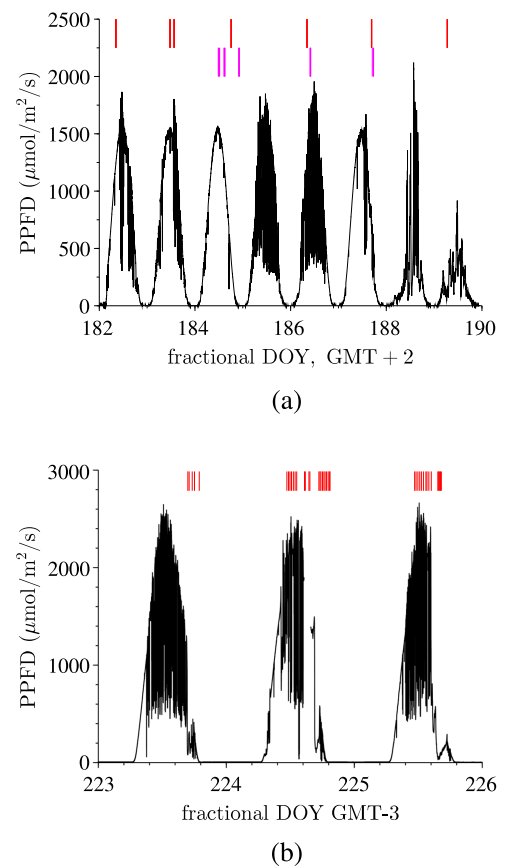 2500
2000
1500
1000
500
0
PPFD (μmol/m²/s)
182 184 186 188 190
fractional DOY, GMT + 2
(a)
3000
2000
1000
0
PPFD (μmol/m²/s)
223 224 225 226
fractional DOY GMT-3
(b)